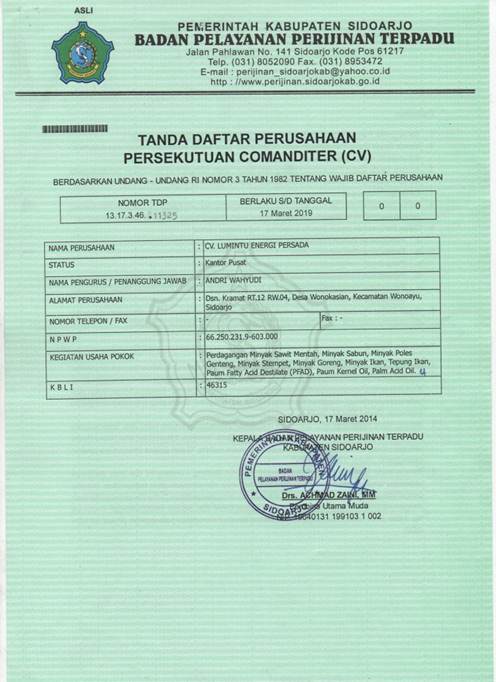 ASLI
PEMERINTAH KABUPATEN SIDOARJO
BADAN PELAYANAN PERIJINAN TERPADU
Jalan Pahlawan No. 141 Sidoarjo Kode Pos 61217
Telp. (031) 8052090 Fax. (031) 8953472
E-mail : perijinan_sidoarjokab@yahoo.co.id
http : //www.perijinan.sidoarjokab.go.id
TANDA DAFTAR PERUSAHAAN
PERSEKUTUAN COMANDITER (CV)
BERDASARKAN UNDANG - UNDANG RI NOMOR 3 TAHUN 1982 TENTANG WAJIB DAFTAR PERUSAHAAN
NOMOR TDP
13.17.3.46. 11325
BERLAKU S/D TANGGAL
17 Maret 2019
0 0
NAMA PERUSAHAAN : CV. LUMINTU ENERGI PERSADA
STATUS : Kantor Pusat
NAMA PENGURUS / PENANGGUNG JAWAB : ANDRI WAHYUDI
ALAMAT PERUSAHAAN : Dsn. Kramat RT.12 RW.04, Desa Wonokasian, Kecamatan Wonoayu,
Sidoarjo
NOMOR TELEPON / FAX : - Fax : -
N P W P : 66.250.231.9-603.000
KEGIATAN USAHA POKOK : Perdagangan Minyak Sawit Mentah, Minyak Sabun, Minyak Poles
Genteng, Minyak Stempet, Minyak Goreng, Minyak Ikan, Tepung Ikan,
Paum Fatty Acid Destilate (PFAD), Paum Kernel Oil, Palm Acid Oil.
K B L I : 46315
SIDOARJO, 17 Maret 2014
KEPALA BADAN PELAYANAN PERIJINAN TERPADU
KABUPATEN SIDOARJO
PEMERINTAH KABUPATEN
BADAN
PELAYANAN PERIJINAN TERPADU
SIDOARJO
Drs. ACHMAD ZAINI, MM
Utama Muda
199103 1 002